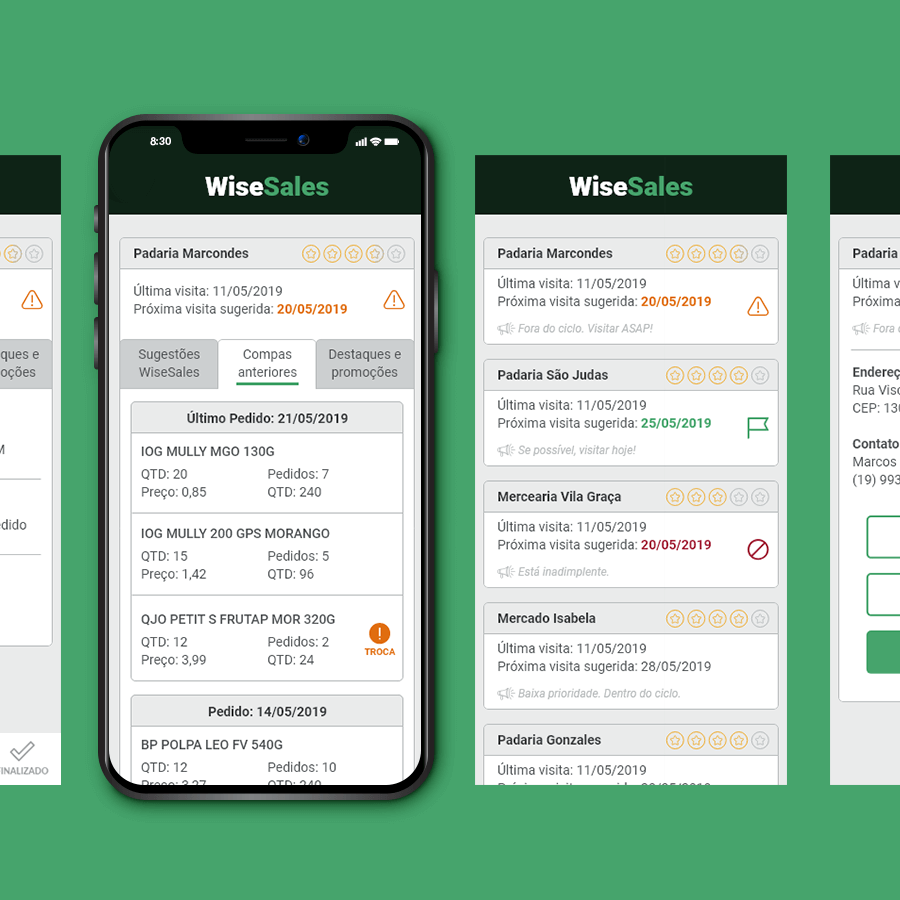 ques e
oções
M
edido
FINALIZADO
8:30
WiseSales
Padaria Marcondes
Última visita: 11/05/2019
Próxima visita sugerida: 20/05/2019
Sugestões
WiseSales
Compas
anteriores
Destaques e
promoções
Último Pedido: 21/05/2019
IOG MULLY MGO 130G
QTD: 20 Pedidos: 7
Preço: 0,85 QTD: 240
IOG MULLY 200 GPS MORANGO
QTD: 15 Pedidos: 5
Preço: 1,42 QTD: 96
QJO PETIT S FRUTAP MOR 320G
QTD: 12 Pedidos: 2
Preço: 3,99 QTD: 24
TROCA
Pedido: 14/05/2019
BP POLPA LEO FV 540G
QTD: 12 Pedidos: 10
Preço: 3,27 QTD: 240
WiseSales
Padaria Marcondes
Última visita: 11/05/2019
Próxima visita sugerida: 20/05/2019
Fora do ciclo. Visitar ASAP!
Padaria São Judas
Última visita: 11/05/2019
Próxima visita sugerida: 25/05/2019
Se possível, visitar hoje!
Mercearia Vila Graça
Última visita: 11/05/2019
Próxima visita sugerida: 20/05/2019
Está inadimplente.
Mercado Isabela
Última visita: 11/05/2019
Próxima visita sugerida: 28/05/2019
Baixa prioridade. Dentro do ciclo.
Padaria Gonzales
Última visita: 11/05/2019
Próxima visita sugerida:
Padaria
Última v
Próxima
Fora d
Endereç
Rua Viso
CEP: 130
Contato
Marcos
(19) 993